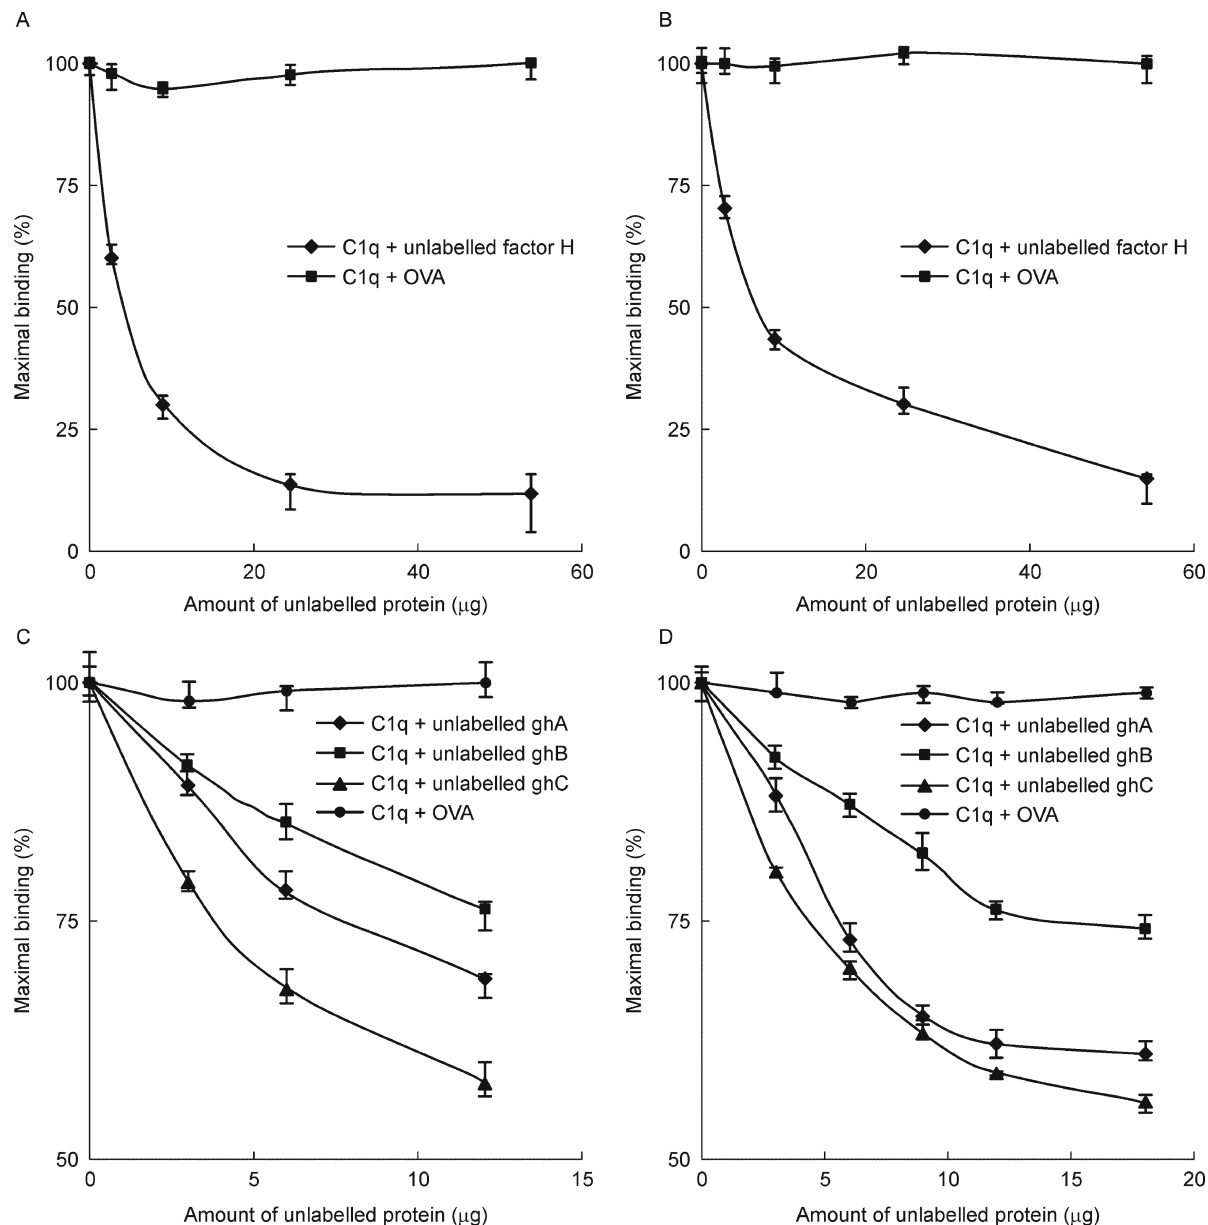 A
100
75
50
25
0
Maximal binding (%)
C1q + unlabelled factor H
C1q + OVA
0 20 40 60
Amount of unlabelled protein (μg)
B
100
75
50
25
0
Maximal binding (%)
C1q + unlabelled factor H
C1q + OVA
0 20 40 60
Amount of unlabelled protein (μg)
C
100
75
50
Maximal binding (%)
C1q + unlabelled ghA
C1q + unlabelled ghB
C1q + unlabelled ghC
C1q + OVA
0 5 10 15
Amount of unlabelled protein (μg)
D
100
75
50
Maximal binding (%)
C1q + unlabelled ghA
C1q + unlabelled ghB
C1q + unlabelled ghC
C1q + OVA
0 5 10 15 20
Amount of unlabelled protein (μg)